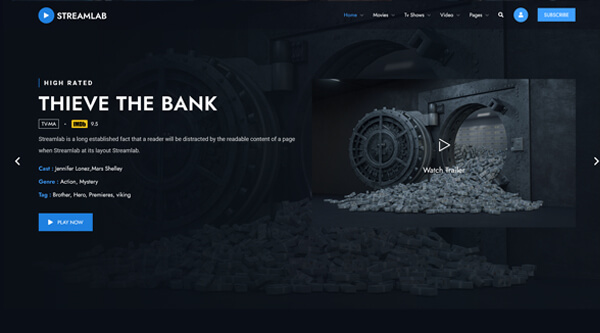 STREAMLAB
Home Movies Tv Shows Video Pages SUBSCRIBE
HIGH RATED
THIEVE THE BANK
TV-MA IMDb 9.5
Streamlab is a long established fact that a reader will be distracted by the readable content of a page
when Streamlab at its layout Streamlab.
Cast : Jennifer Lonez,Mars Shelley
Genre : Action, Mystery
Tag : Brother, Hero, Premieres, viking
Watch Trailer
PLAY NOW